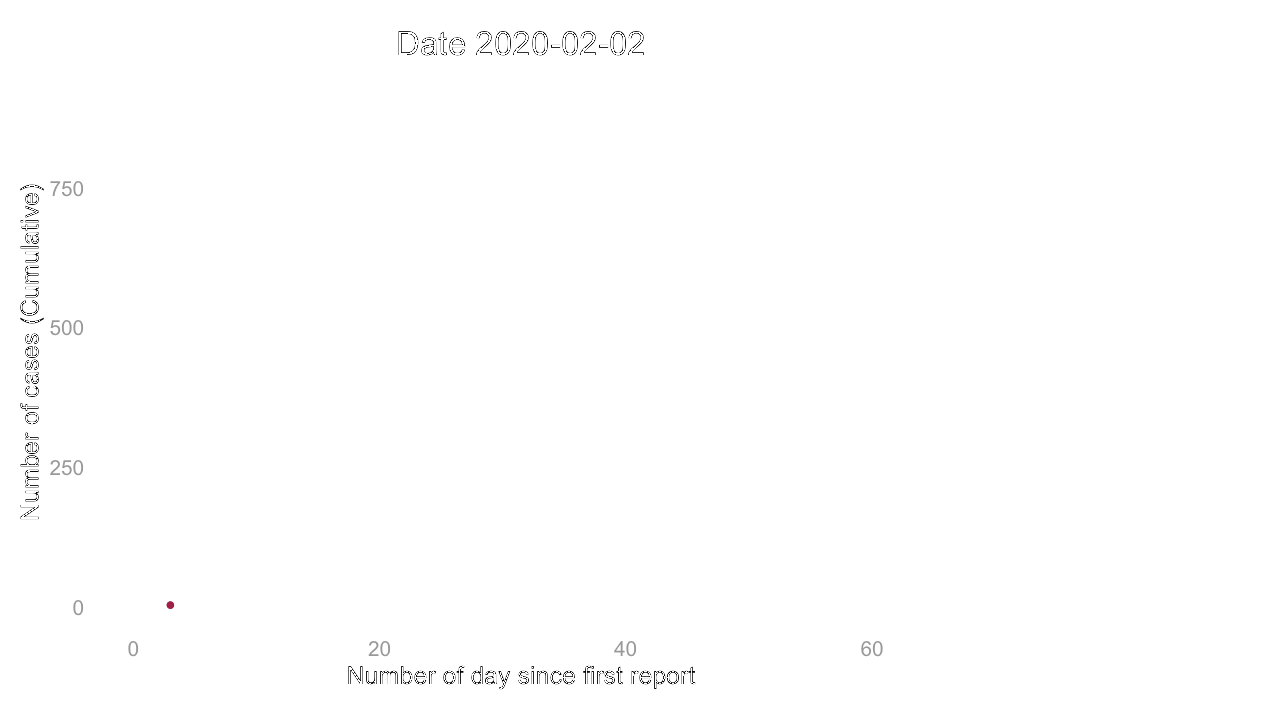 Date 2020-02-02
Number of cases (Cumulative)
750
500
250
0
0 20 40 60
Number of day since first report